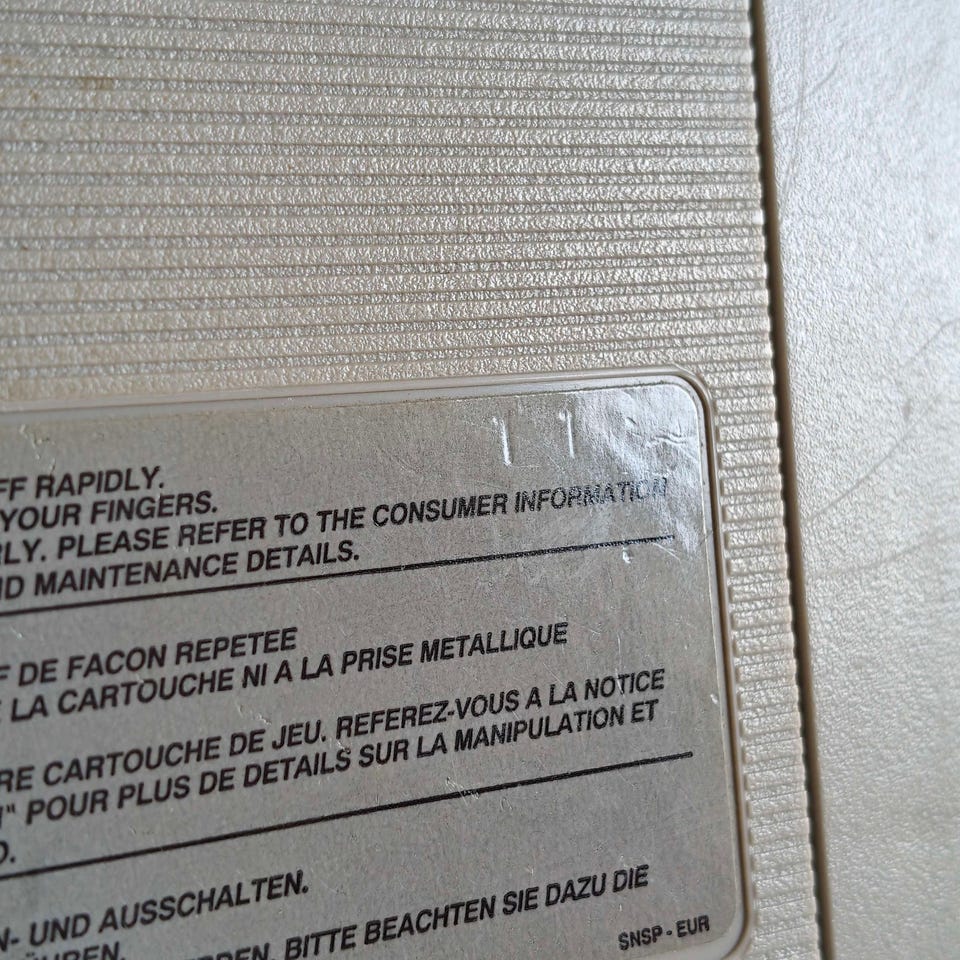 11
FF RAPIDLY.
YOUR FINGERS.
RLY. PLEASE REFER TO THE CONSUMER INFORMATION
ND MAINTENANCE DETAILS.
F DE FACON REPETEE
LA CARTOUCHE NI A LA PRISE METALLIQUE
RE CARTOUCHE DE JEU. REFEREZ-VOUS A LA NOTICE
" POUR PLUS DE DETAILS SUR LA MANIPULATION ET
N- UND AUSSCHALTEN.
BITTE BEACHTEN SIE DAZU DIE
SNSP-EUR